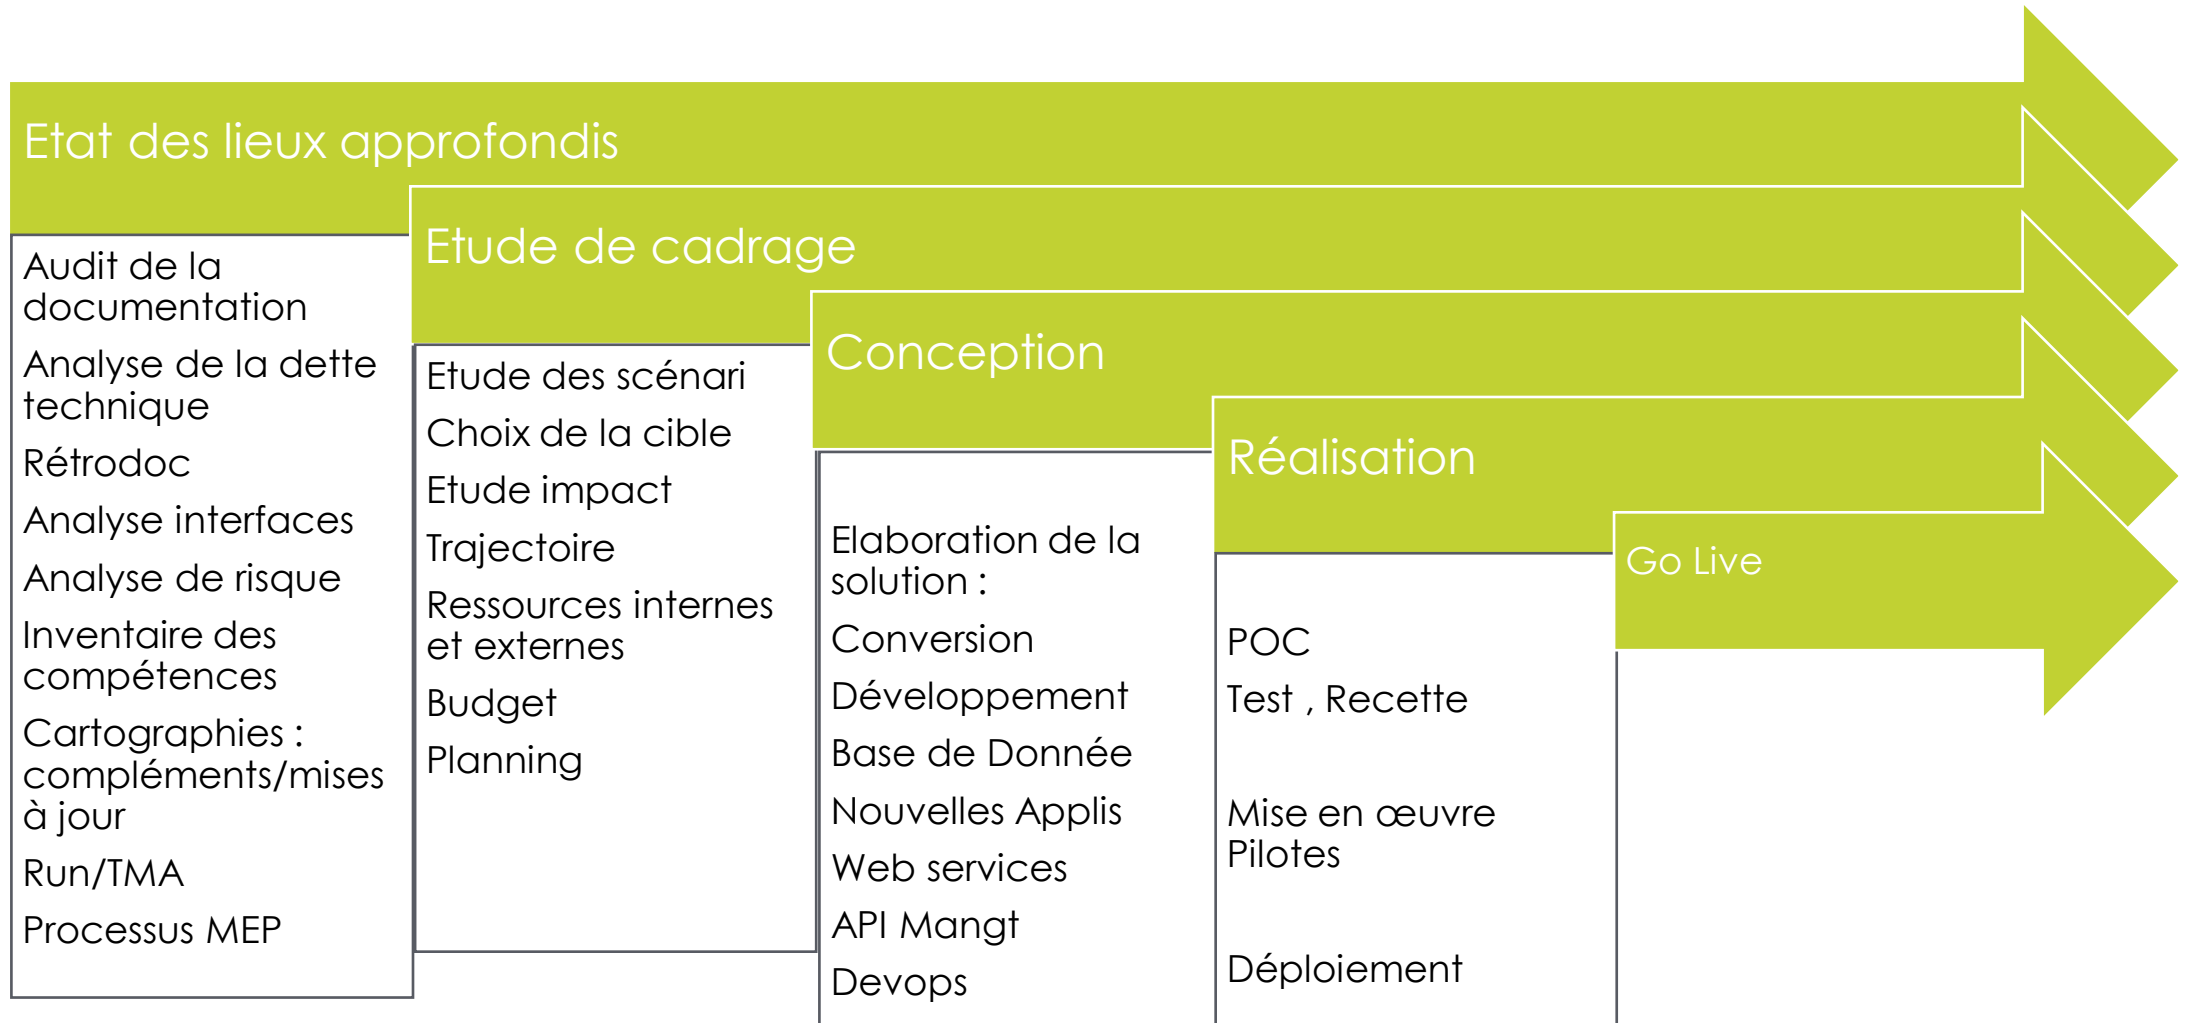 Etat des lieux approfondis
Audit de la
documentation
Analyse de la dette
technique
Rétrodoc
Analyse interfaces
Analyse de risque
Inventaire des
compétences
Cartographies :
compléments/mises
à jour
Run/TMA
Processus MEP
Etude de cadrage
Etude des scénari
Choix de la cible
Etude impact
Trajectoire
Ressources internes
et externes
Budget
Planning
Conception
Elaboration de la
solution :
Conversion
Développement
Base de Donnée
Nouvelles Applis
Web services
API Mangt
Devops
Réalisation
POC
Test , Recette
Mise en œuvre
Pilotes
Déploiement
Go Live